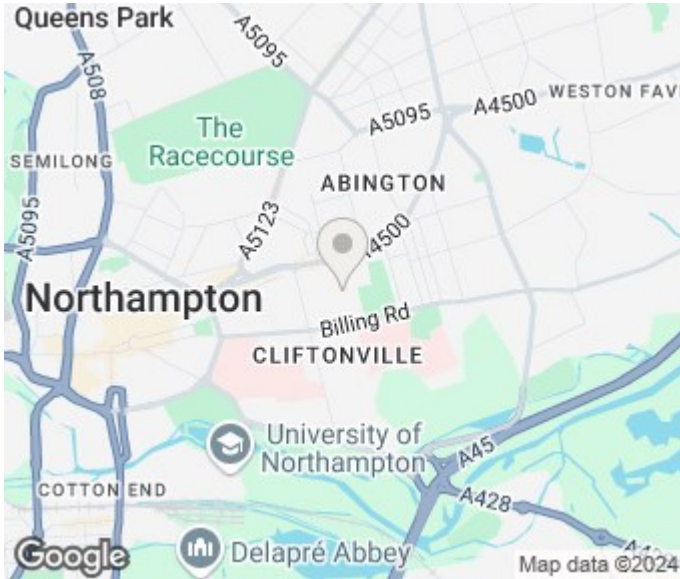 Queens Park
A5095
A508
A5095
A4500
WESTON FAV
The
Racecourse
SEMILONG
ABINGTON
A5095
A5123
A4500
Northampton
Billing Rd
CLIFTONVILLE
University of
Northampton
A45
A428
COTTON END
Delapré Abbey
Google
Map data ©2024